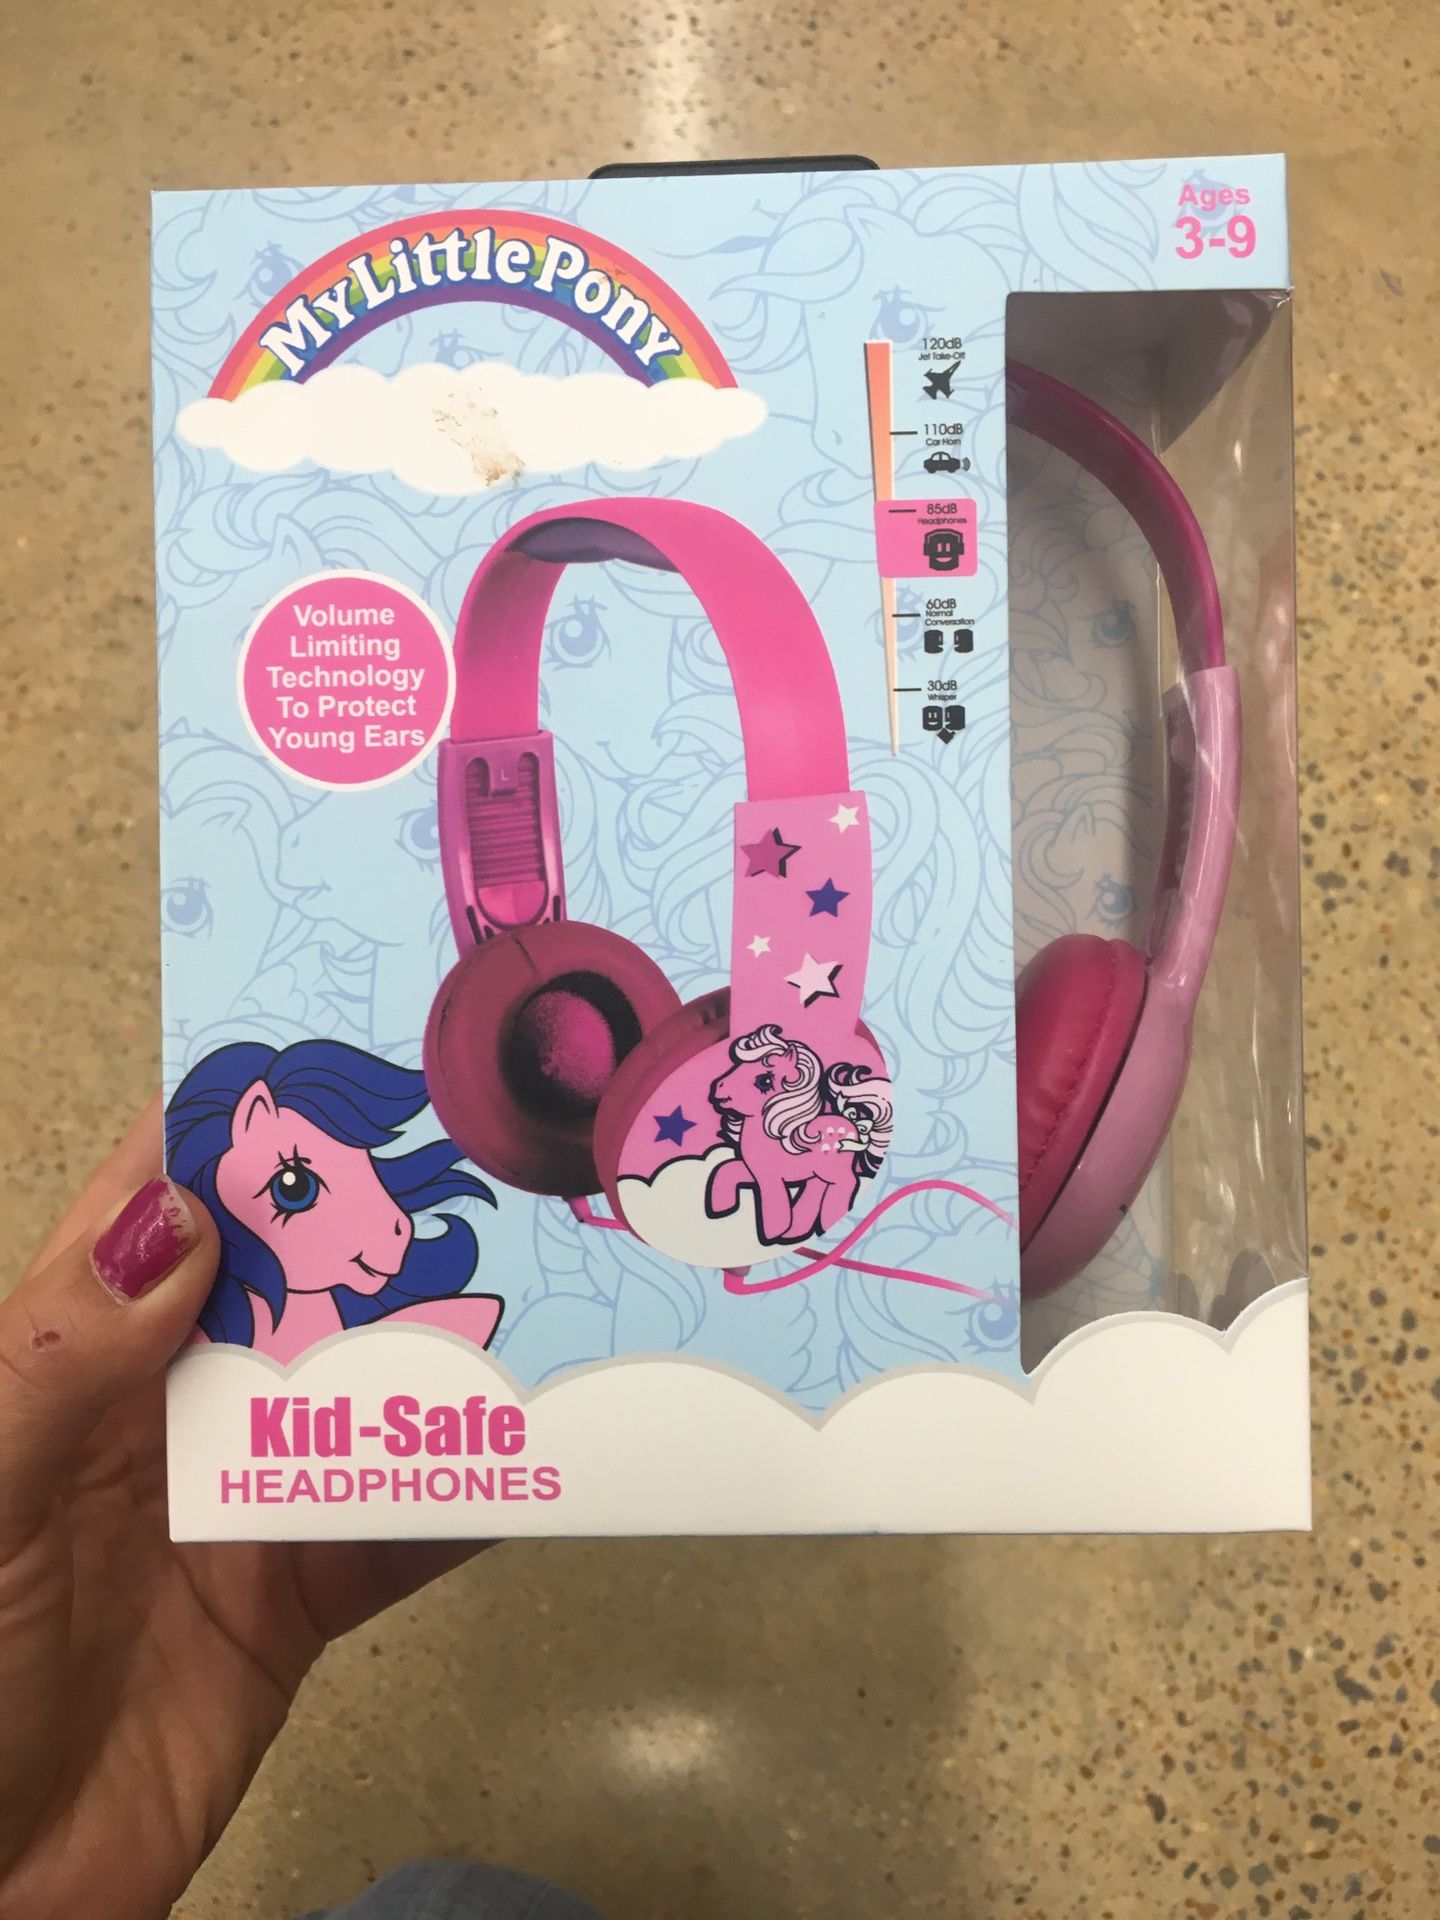 My Little Pony
Ages
3-9
120dB
Jet Take-Off
110dB
Car Horn
85dB
Headphones
60dB
Normal
Conversation
30dB
Whisper
Volume
Limiting
Technology
To Protect
Young Ears
L
Kid-Safe
HEADPHONES